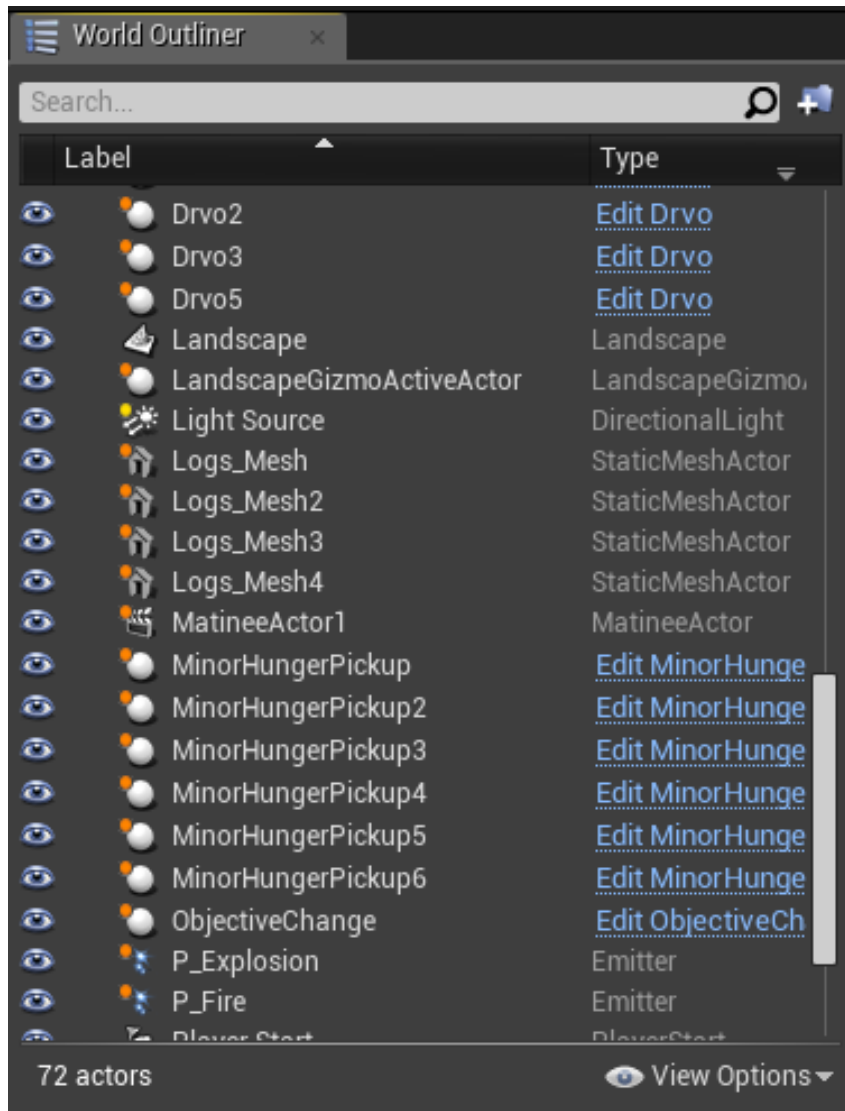 World Outliner
Search...
Label Type
Drvo2 Edit Drvo
Drvo3 Edit Drvo
Drvo5 Edit Drvo
Landscape Landscape
LandscapeGizmoActiveActor LandscapeGizmo
Light Source DirectionalLight
Logs_Mesh StaticMeshActor
Logs_Mesh2 StaticMeshActor
Logs_Mesh3 StaticMeshActor
Logs_Mesh4 StaticMeshActor
MatineeActor1 MatineeActor
MinorHungerPickup Edit MinorHunge
MinorHungerPickup2 Edit MinorHunge
MinorHungerPickup3 Edit MinorHunge
MinorHungerPickup4 Edit MinorHunge
MinorHungerPickup5 Edit MinorHunge
MinorHungerPickup6 Edit MinorHunge
ObjectiveChange Edit ObjectiveCh
P_Explosion Emitter
P_Fire Emitter
Player Start PlayerStart
72 actors View Options